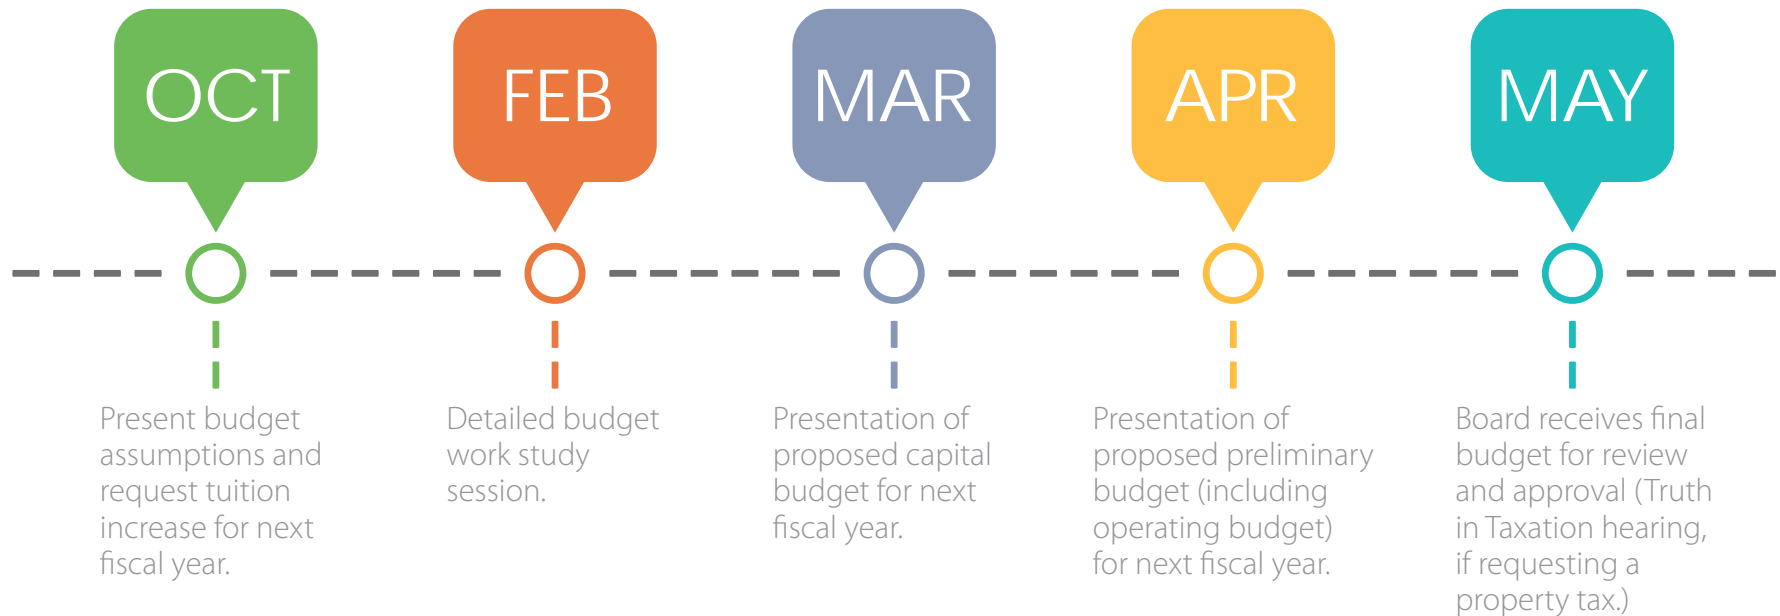 OCT
FEB
MAR
APR
MAY
Present budget
assumptions and
request tuition
increase for next
fiscal year.
Detailed budget
work study
session.
Presentation of
proposed capital
budget for next
fiscal year.
Presentation of
proposed preliminary
budget (including
operating budget)
for next fiscal year.
Board receives final
budget for review
and approval (Truth
in Taxation hearing,
if requesting a
property tax.)